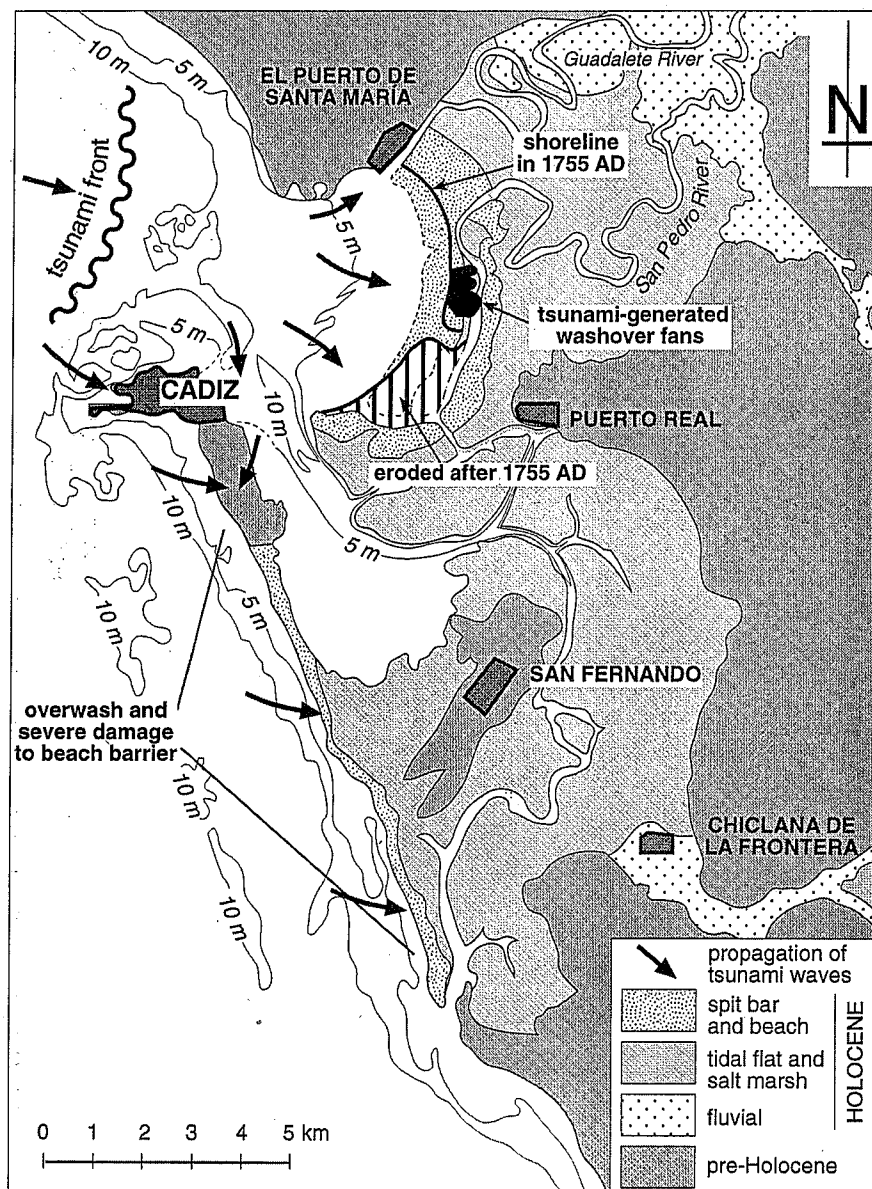 10 m
5 m
EL PUERTO DE
SANTA MARÍA
Guadalete River
N
shoreline
in 1755 AD
tsunami front
5 m
San Pedro River
tsunami-generated
washover fans
5 m
CÁDIZ
10 m
PUERTO REAL
eroded after 1755 AD
10 m
5 m
10 m
5 m
SAN FERNANDO
overwash and
severe damage
to beach barrier
10 m
10 m
CHICLANA DE
LA FRONTERA
propagation of
tsunami waves
spit bar
and beach
tidal flat and
salt marsh
fluvial
HOLOCENE
pre-Holocene
0 1 2 3 4 5 km